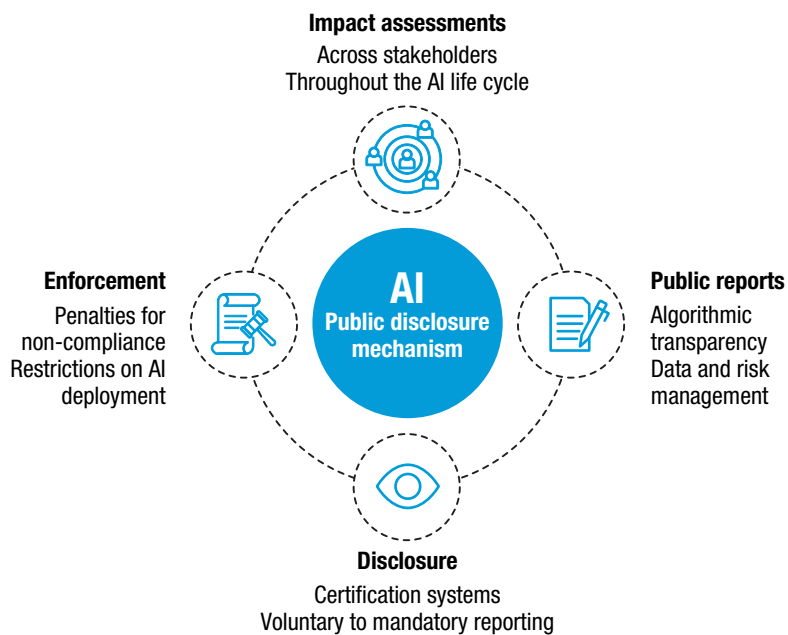 Impact assessments
Across stakeholders
Throughout the AI life cycle
Enforcement
Penalties for
non-compliance
Restrictions on AI
deployment
AI
Public disclosure
mechanism
Public reports
Algorithmic
transparency
Data and risk
management
Disclosure
Certification systems
Voluntary to mandatory reporting